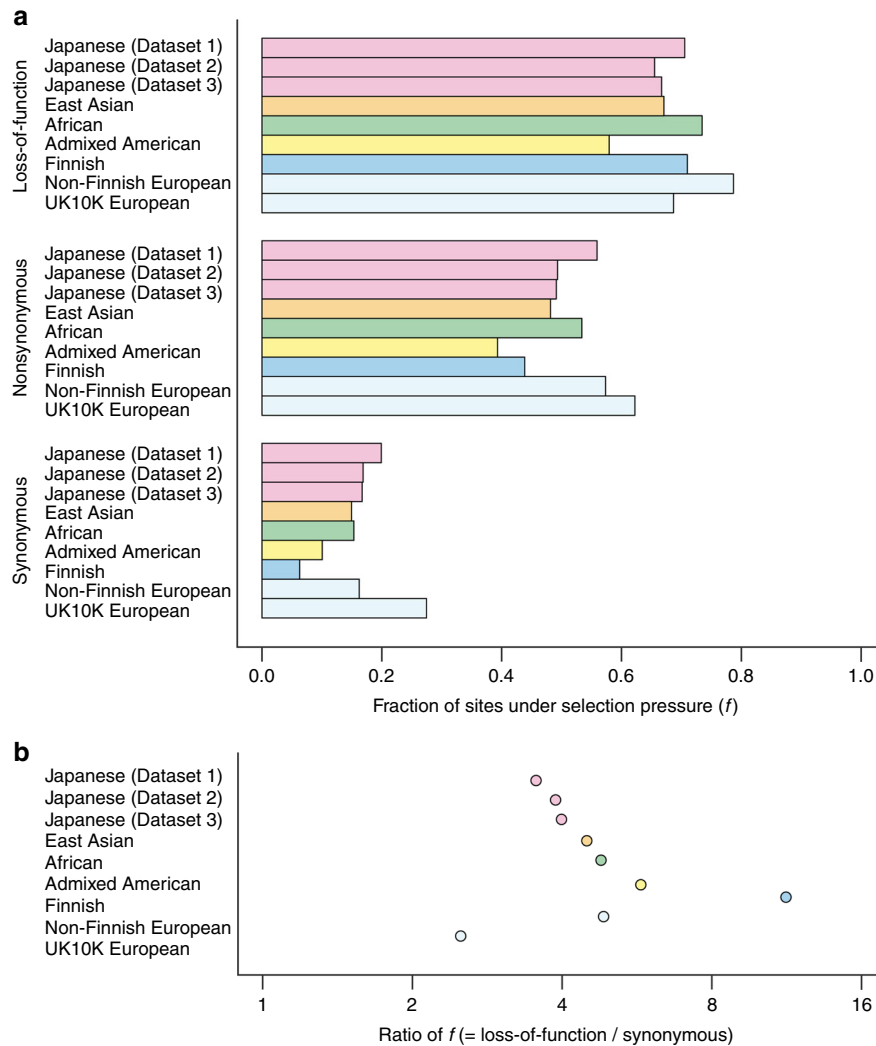 a
Loss-of-function
Japanese (Dataset 1)
Japanese (Dataset 2)
Japanese (Dataset 3)
East Asian
African
Admixed American
Finnish
Non-Finnish European
UK10K European
Nonsynonymous
Japanese (Dataset 1)
Japanese (Dataset 2)
Japanese (Dataset 3)
East Asian
African
Admixed American
Finnish
Non-Finnish European
UK10K European
Synonymous
Japanese (Dataset 1)
Japanese (Dataset 2)
Japanese (Dataset 3)
East Asian
African
Admixed American
Finnish
Non-Finnish European
UK10K European
0.0 0.2 0.4 0.6 0.8 1.0
Fraction of sites under selection pressure (f)
b
Japanese (Dataset 1)
Japanese (Dataset 2)
Japanese (Dataset 3)
East Asian
African
Admixed American
Finnish
Non-Finnish European
UK10K European
1 2 4 8 16
Ratio of f (= loss-of-function / synonymous)